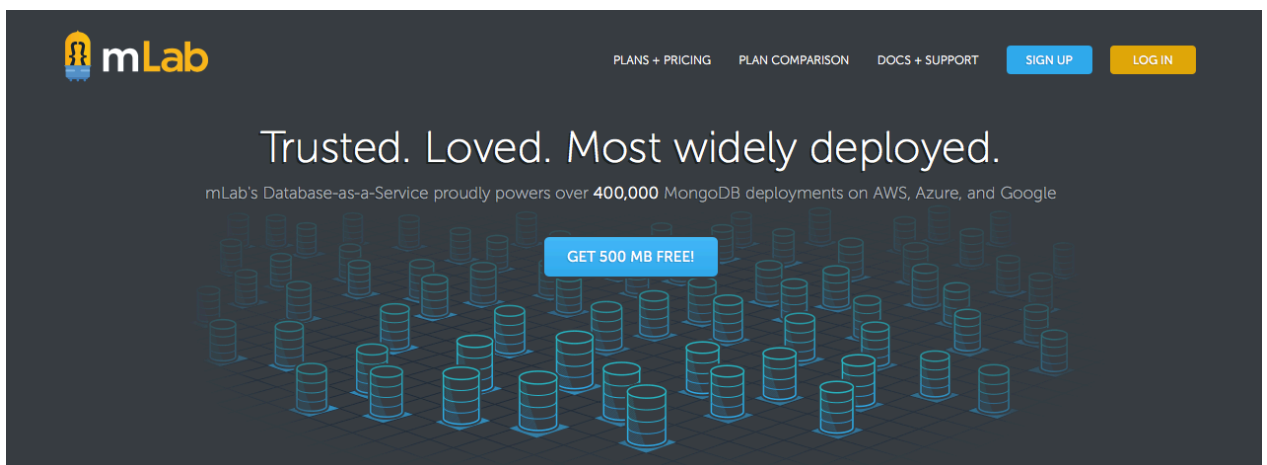 mLab
PLANS + PRICING PLAN COMPARISON DOCS + SUPPORT SIGN UP LOG IN
Trusted. Loved. Most widely deployed.
mLab's Database-as-a-Service proudly powers over 400,000 MongoDB deployments on AWS, Azure, and Google
GET 500 MB FREE!